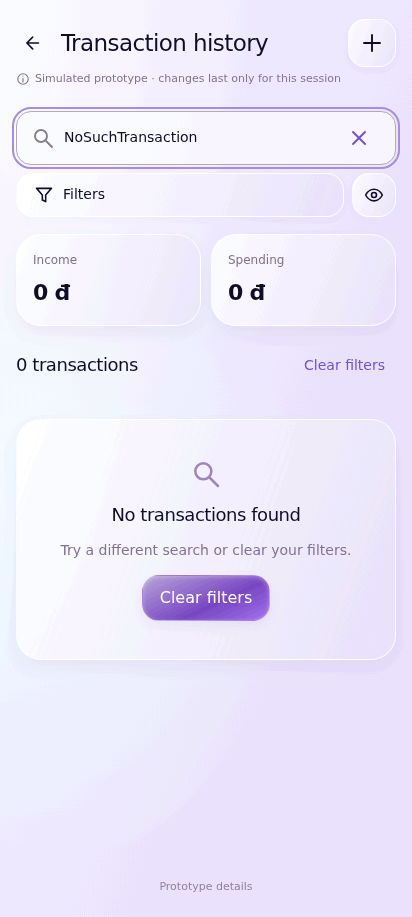 Transaction history
Simulated prototype · changes last only for this session
NoSuchTransaction
Filters
Income
0 đ
Spending
0 đ
0 transactions
Clear filters
No transactions found
Try a different search or clear your filters.
Clear filters
Prototype details